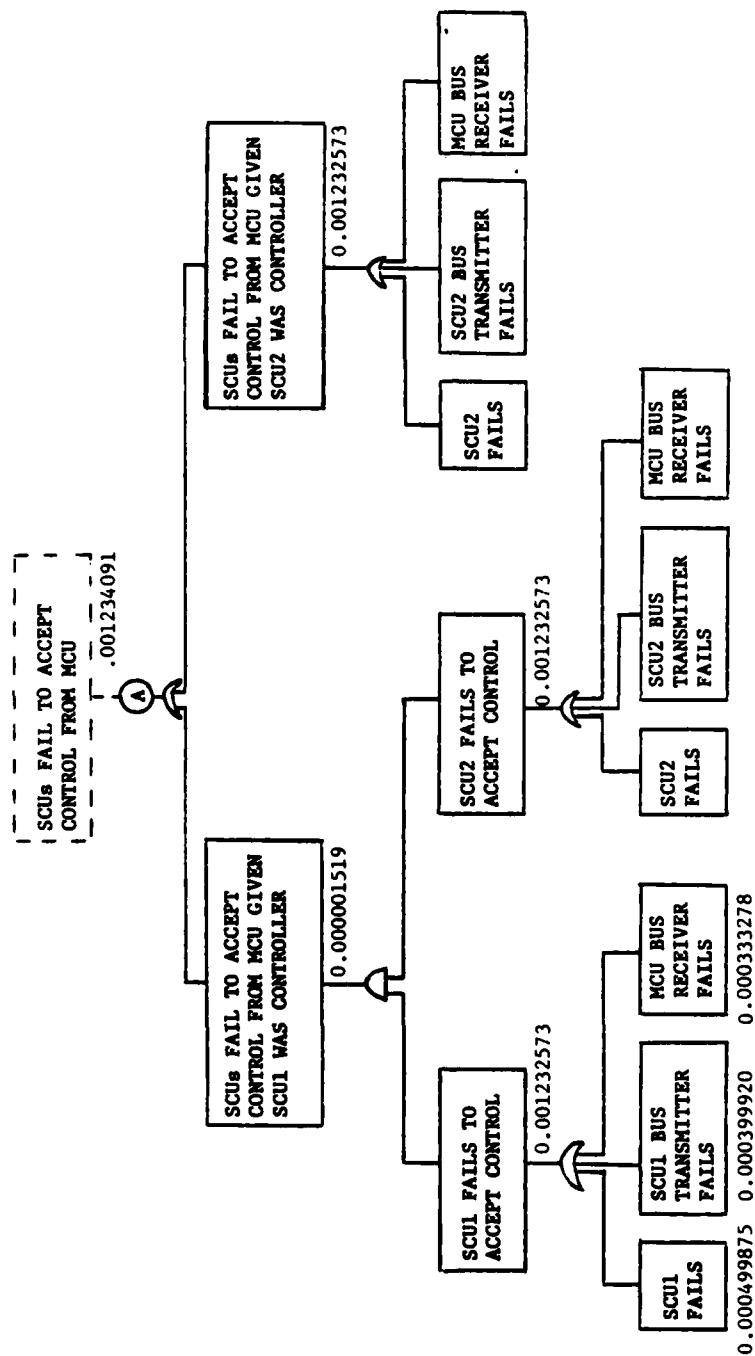 SCUs FAIL TO ACCEPT
CONTROL FROM MCU
.001234091
A
SCUs FAIL TO ACCEPT
CONTROL FROM MCU GIVEN
SCU1 WAS CONTROLLER
0.000001519
SCUs FAIL TO ACCEPT
CONTROL FROM MCU GIVEN
SCU2 WAS CONTROLLER
0.001232573
SCU1 FAILS TO
ACCEPT CONTROL
0.001232573
SCU2 FAILS TO
ACCEPT CONTROL
0.001232573
SCU2
FAILS
SCU2 BUS
TRANSMITTER
FAILS
MCU BUS
RECEIVER
FAILS
SCU1
FAILS
0.000499875
SCU1 BUS
TRANSMITTER
FAILS
0.000399920
MCU BUS
RECEIVER
FAILS
0.000333278
SCU2
FAILS
SCU2 BUS
TRANSMITTER
FAILS
MCU BUS
RECEIVER
FAILS